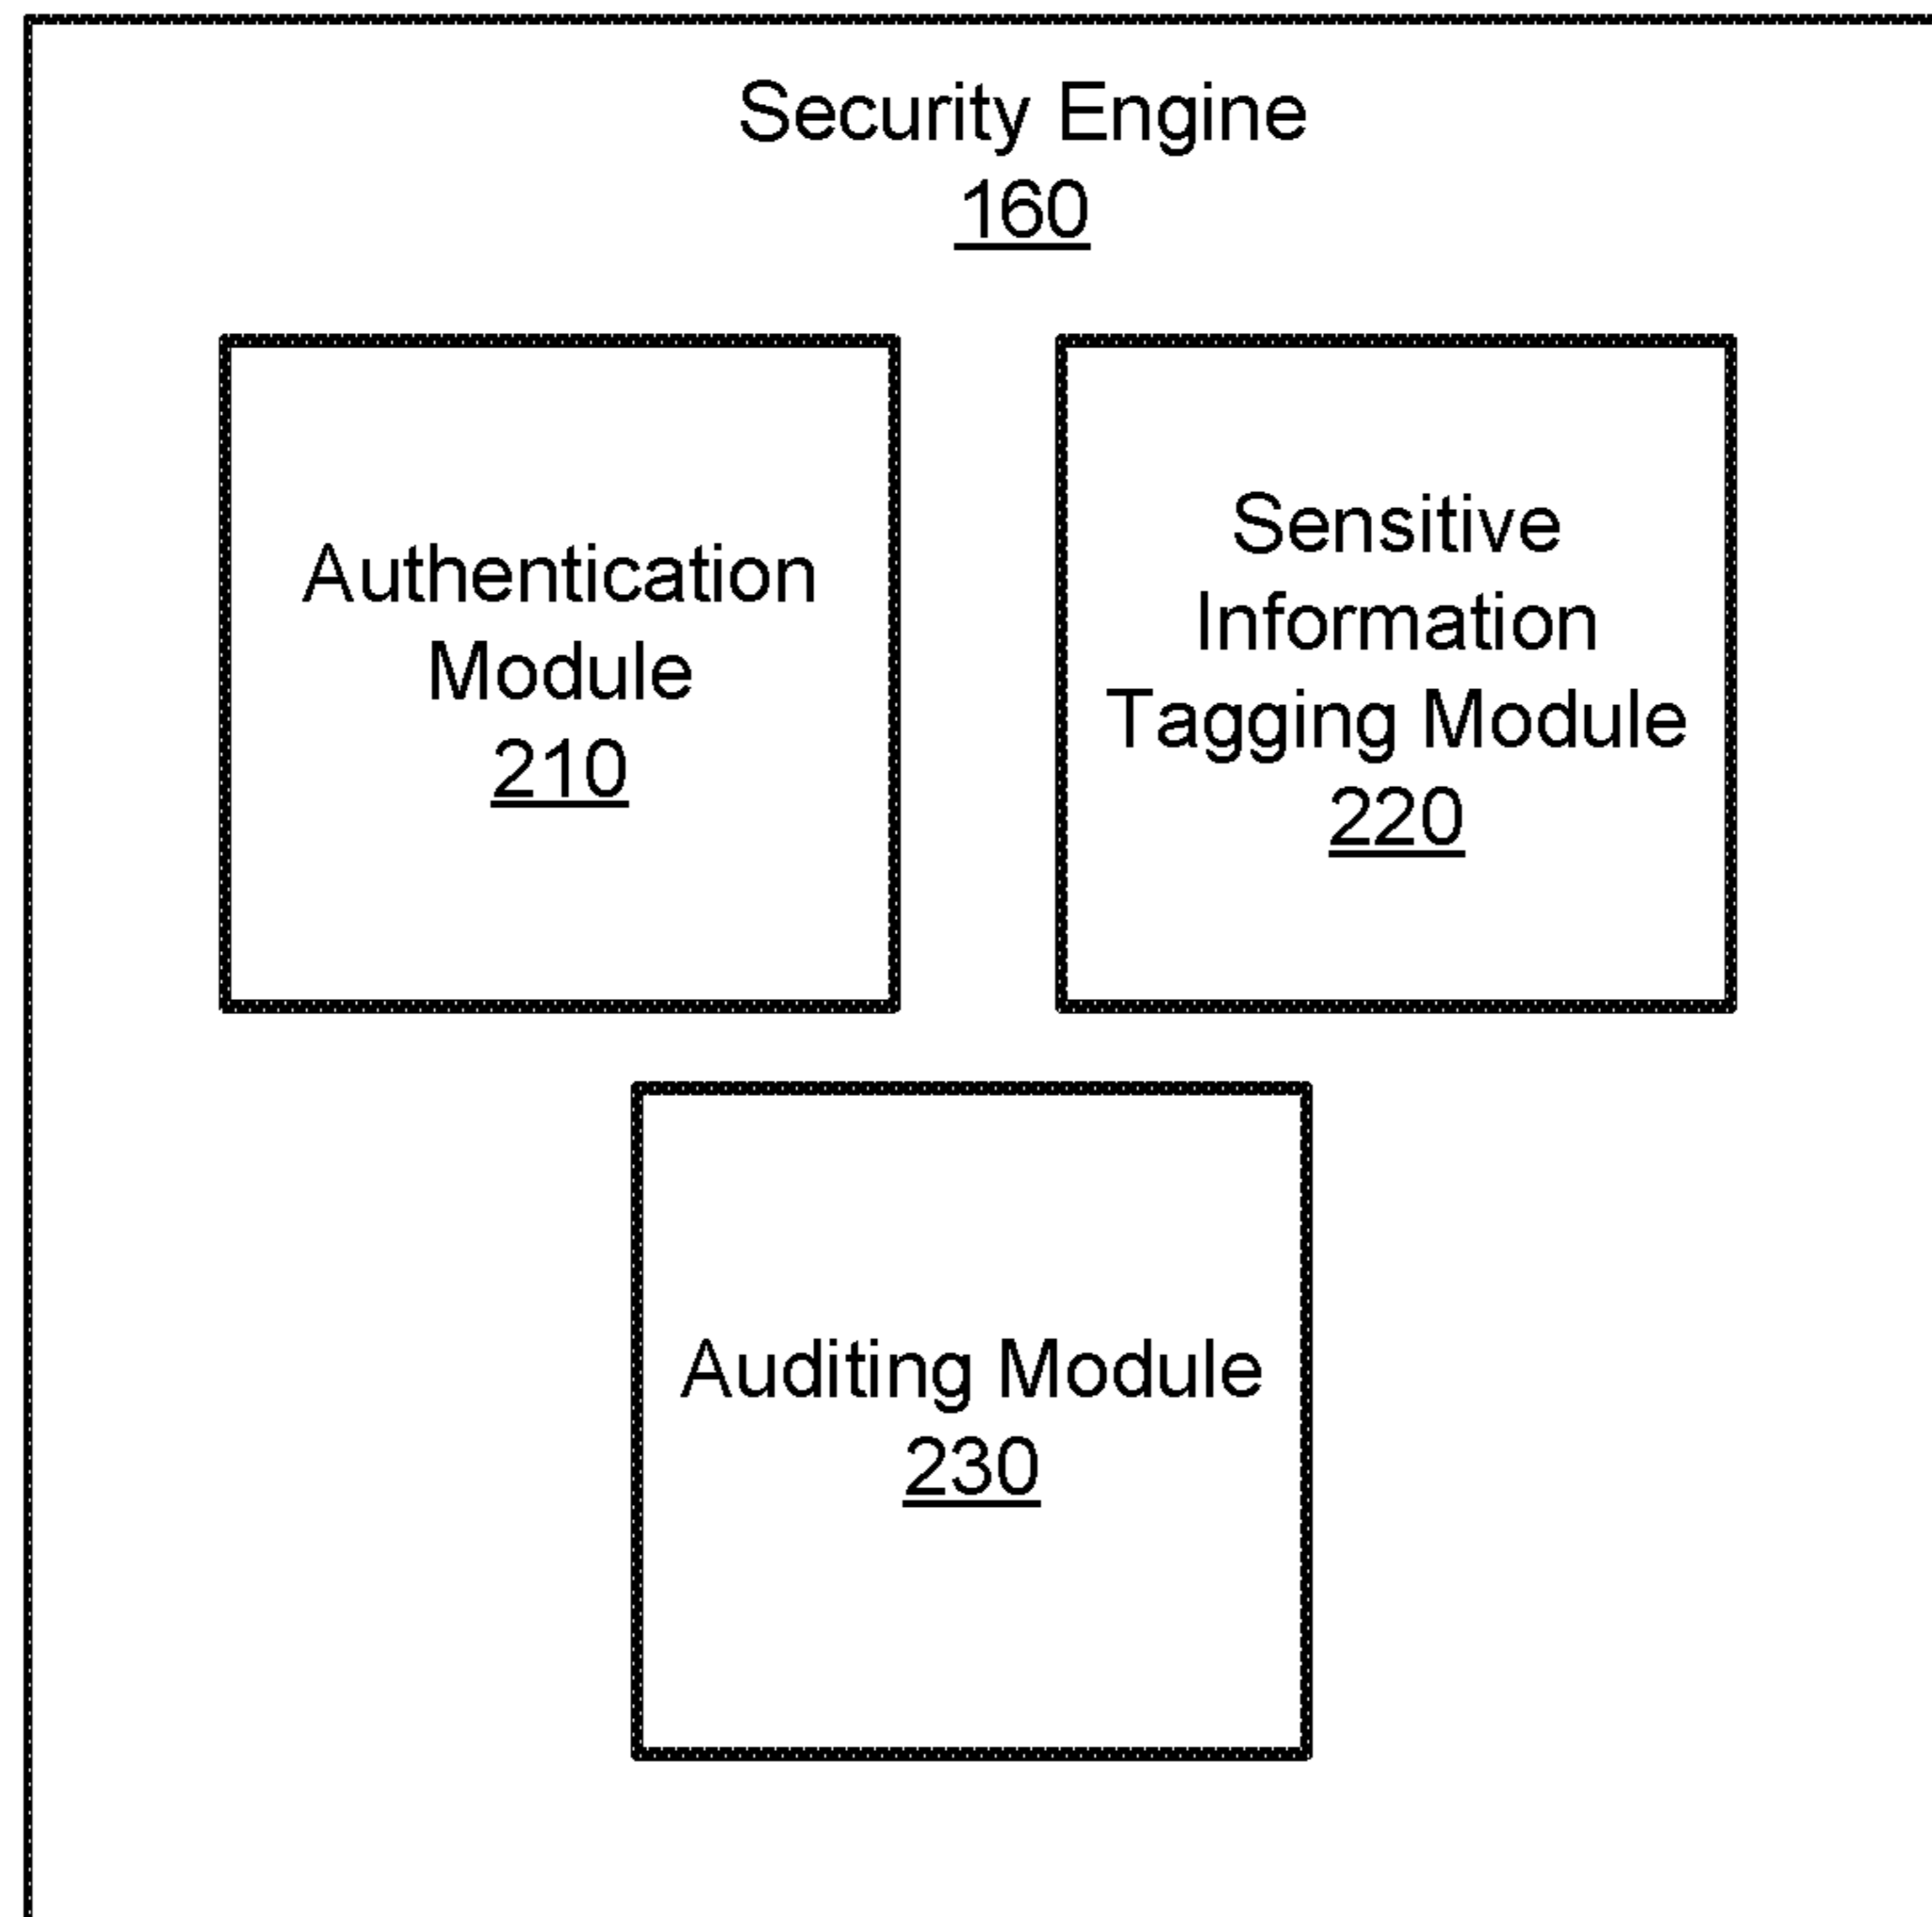 Security Engine
160
Authentication
Module
210
Sensitive
Information
Tagging Module
220
Auditing Module
230